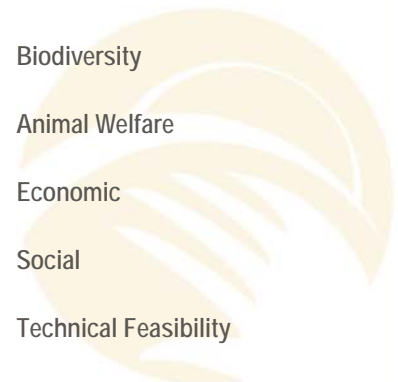 Biodiversity
Animal Welfare
Economic
Social
Technical Feasibility